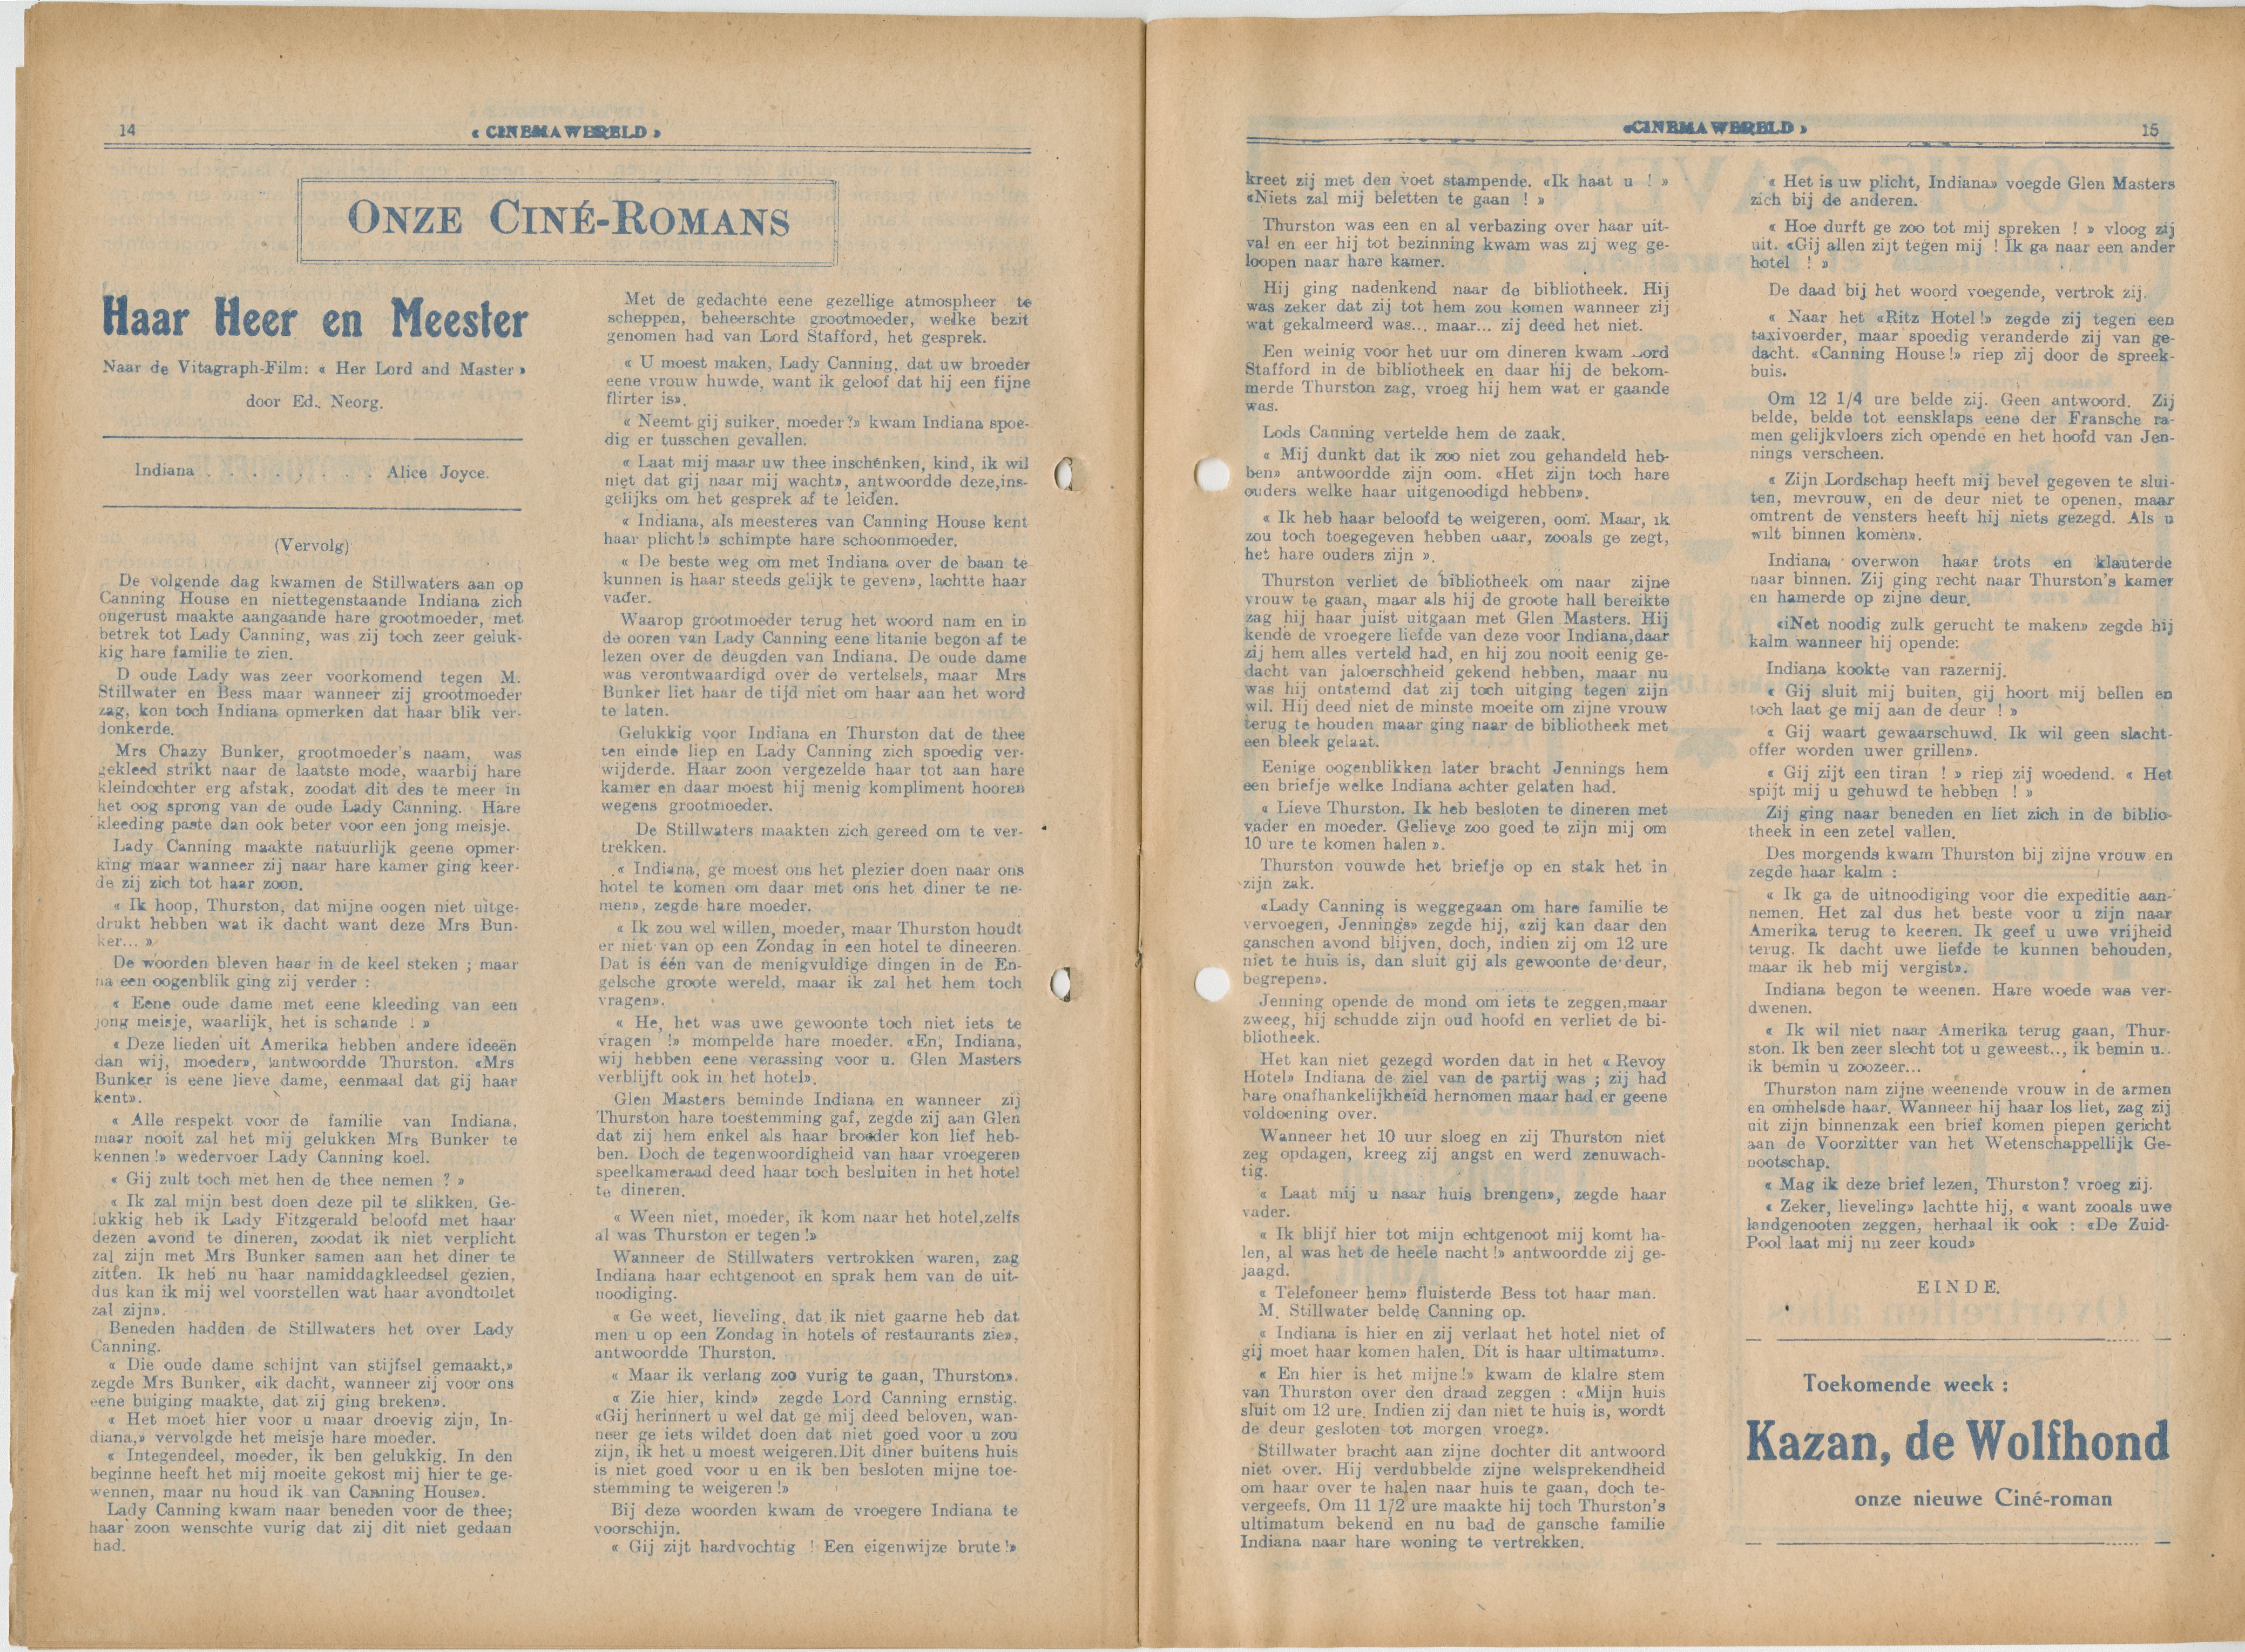 14
« CINEMAWERELD »
ONZE CINÉ-ROMANS
Haar Heer en Meester
Naar de Vitagraph-Film: « Her Lord and Master »
door Ed. Neorg.
Indiana . . . . . . . . . Alice Joyce.
(Vervolg)
De volgende dag kwamen de Stillwaters aan op
Canning House en niettegenstaande Indiana zich
ongerust maakte aangaande hare grootmoeder, met
betrek tot Lady Canning, was zij toch zeer geluk-
kig hare familie te zien.
D oude Lady was zeer voorkomend tegen M.
Stillwater en Bess maar wanneer zij grootmoeder
zag, kon toch Indiana opmerken dat haar blik ver-
donkerde.
Mrs Chazy Bunker, grootmoeder's naam, was
gekleed strikt naar de laatste mode, waarbij hare
kleindochter erg afstak, zoodat dit des te meer in
het oog sprong van de oude Lady Canning. Hare
kleeding paste dan ook beter voor een jong meisje.
Lady Canning maakte natuurlijk geene opmer-
king maar wanneer zij naar hare kamer ging keer-
de zij zich tot haar zoon.
« Ik hoop, Thurston, dat mijne oogen niet uitge-
drukt hebben wat ik dacht want deze Mrs Bun-
ker... »
De woorden bleven haar in de keel steken ; maar
na een oogenblik ging zij verder :
« Eene oude dame met eene kleeding van een
jong meisje, waarlijk, het is schande ! »
« Deze lieden uit Amerika hebben andere ideeën
dan wij, moeder», antwoordde Thurston. «Mrs
Bunker is eene lieve dame, eenmaal dat gij haar
kent».
« Alle respekt voor de familie van Indiana,
maar nooit zal het mij gelukken Mrs Bunker te
kennen !» wedervoer Lady Canning koel.
« Gij zult toch met hen de thee nemen ? »
« Ik zal mijn best doen deze pil te slikken. Ge-
lukkig heb ik Lady Fitzgerald beloofd met haar
dezen avond te dineren, zoodat ik niet verplicht
zal zijn met Mrs Bunker samen aan het diner te
zitten. Ik heb nu haar namiddagkleedsel gezien,
dus kan ik mij wel voorstellen wat haar avondtoilet
zal zijn».
Beneden hadden de Stillwaters het over Lady
Canning.
« Die oude dame schijnt van stijfsel gemaakt,»
zegde Mrs Bunker, «ik dacht, wanneer zij voor ons
eene buiging maakte, dat zij ging breken».
« Het moet hier voor u maar droevig zijn, In-
diana,» vervolgde het meisje hare moeder.
« Integendeel, moeder, ik ben gelukkig. In den
beginne heeft het mij moeite gekost mij hier te ge-
wennen, maar nu houd ik van Canning House».
Lady Canning kwam naar beneden voor de thee;
haar zoon wenschte vurig dat zij dit niet gedaan
had.
Met de gedachte eene gezellige atmospheer te
scheppen, beheerschte grootmoeder, welke bezit
genomen had van Lord Stafford, het gesprek.
« U moest maken, Lady Canning, dat uw broeder
eene vrouw huwde, want ik geloof dat hij een fijne
flirter is».
« Neemt gij suiker, moeder ?» kwam Indiana spoe-
dig er tusschen gevallen.
« Laat mij maar uw thee inschenken, kind, ik wil
niet dat gij naar mij wacht», antwoordde deze,ins-
gelijks om het gesprek af te leiden.
« Indiana, als meesteres van Canning House kent
haar plicht !» schimpte hare schoonmoeder.
« De beste weg om met Indiana over de baan te
kunnen is haar steeds gelijk te geven», lachtte haar
vader.
Waarop grootmoeder terug het woord nam en in
de ooren van Lady Canning eene litanie begon af te
lezen over de deugden van Indiana. De oude dame
was verontwaardigd over de vertelsels, maar Mrs
Bunker liet haar de tijd niet om haar aan het word
te laten.
Gelukkig voor Indiana en Thurston dat de thee
ten einde liep en Lady Canning zich spoedig ver-
wijderde. Haar zoon vergezelde haar tot aan hare
kamer en daar moest hij menig kompliment hooren
wegens grootmoeder.
De Stillwaters maakten zich gereed om te ver-
trekken.
« Indiana, ge moest ons het plezier doen naar ons
hotel te komen om daar met ons het diner te ne-
men», zegde hare moeder.
« Ik zou wel willen, moeder, maar Thurston houdt
er niet van op een Zondag in een hotel te dineeren.
Dat is één van de menigvuldige dingen in de En-
gelsche groote wereld, maar ik zal het hem toch
vragen».
« He, het was uwe gewoonte toch niet iets te
vragen !» mompelde hare moeder. «En, Indiana,
wij hebben eene verassing voor u. Glen Masters
verblijft ook in het hotel».
Glen Masters beminde Indiana en wanneer zij
Thurston hare toestemming gaf, zegde zij aan Glen
dat zij hem enkel als haar broeder kon lief heb-
ben. Doch de tegenwoordigheid van haar vroegeren
speelkameraad deed haar toch besluiten in het hotel
te dineren.
« Ween niet, moeder, ik kom naar het hotel,zelfs
al was Thurston er tegen !»
Wanneer de Stillwaters vertrokken waren, zag
Indiana haar echtgenoot en sprak hem van de uit-
noodiging.
« Ge weet, lieveling, dat ik niet gaarne heb dat
men u op een Zondag in hotels of restaurants zie»,
antwoordde Thurston.
« Maar ik verlang zoo vurig te gaan, Thurston».
« Zie hier, kind» zegde Lord Canning ernstig.
«Gij herinnert u wel dat ge mij deed beloven, wan-
neer ge iets wildet doen dat niet goed voor u zou
zijn, ik het u moest weigeren.Dit diner buitens huis
is niet goed voor u en ik ben besloten mijne toe-
stemming te weigeren !»
Bij deze woorden kwam de vroegere Indiana te
voorschijn.
« Gij zijt hardvochtig ! Een eigenwijze brute !»
«CINEMAWERELD »
15
kreet zij met den voet stampende. «Ik haat u ! »
«Niets zal mij beletten te gaan ! »
Thurston was een en al verbazing over haar uit-
val en eer hij tot bezinning kwam was zij weg ge-
loopen naar hare kamer.
Hij ging nadenkend naar de bibliotheek. Hij
was zeker dat zij tot hem zou komen wanneer zij
wat gekalmeerd was... maar... zij deed het niet.
Een weinig voor het uur om dineren kwam Lord
Stafford in de bibliotheek en daar hij de bekom-
merde Thurston zag, vroeg hij hem wat er gaande
was.
Lods Canning vertelde hem de zaak.
« Mij dunkt dat ik zoo niet zou gehandeld heb-
ben» antwoordde zijn oom. «Het zijn toch hare
ouders welke haar uitgenoodigd hebben».
« Ik heb haar beloofd te weigeren, oom. Maar, ik
zou toch toegegeven hebben daar, zooals ge zegt,
het hare ouders zijn ».
Thurston verliet de bibliotheek om naar zijne
vrouw te gaan, maar als hij de groote hall bereikte
zag hij haar juist uitgaan met Glen Masters. Hij
kende de vroegere liefde van deze voor Indiana,daar
zij hem alles verteld had, en hij zou nooit eenig ge-
dacht van jaloerschheid gekend hebben, maar nu
was hij ontstemd dat zij toch uitging tegen zijn
wil. Hij deed niet de minste moeite om zijne vrouw
terug te houden maar ging naar de bibliotheek met
een bleek gelaat.
Eenige oogenblikken later bracht Jennings hem
een briefje welke Indiana achter gelaten had.
« Lieve Thurston. Ik heb besloten te dineren met
vader en moeder. Gelieve zoo goed te zijn mij om
10 ure te komen halen ».
Thurston vouwde het briefje op en stak het in
zijn zak.
«Lady Canning is weggegaan om hare familie te
vervoegen, Jennings» zegde hij, «zij kan daar den
ganschen avond blijven, doch, indien zij om 12 ure
niet te huis is, dan sluit gij als gewoonte de deur,
begrepen».
Jenning opende de mond om iets te zeggen,maar
zweeg, hij schudde zijn oud hoofd en verliet de bi-
bliotheek.
Het kan niet gezegd worden dat in het « Revoy
Hotel» Indiana de ziel van de partij was ; zij had
hare onafhankelijkheid hernomen maar had er geene
voldoening over.
Wanneer het 10 uur sloeg en zij Thurston niet
zeg opdagen, kreeg zij angst en werd zenuwach-
tig.
« Laat mij u naar huis brengen», zegde haar
vader.
« Ik blijf hier tot mijn echtgenoot mij komt ha-
len, al was het de heele nacht !» antwoordde zij ge-
jaagd.
« Telefoneer hem» fluisterde Bess tot haar man.
M. Stillwater belde Canning op.
« Indiana is hier en zij verlaat het hotel niet of
gij moet haar komen halen. Dit is haar ultimatum».
« En hier is het mijne !» kwam de klalre stem
van Thurston over den draad zeggen : «Mijn huis
sluit om 12 ure. Indien zij dan niet te huis is, wordt
de deur gesloten tot morgen vroeg».
Stillwater bracht aan zijne dochter dit antwoord
niet over. Hij verdubbelde zijne welsprekendheid
om haar over te halen naar huis te gaan, doch te-
vergeefs. Om 11 1/2 ure maakte hij toch Thurston's
ultimatum bekend en nu bad de gansche familie
Indiana naar hare woning te vertrekken.
« Het is uw plicht, Indiana» voegde Glen Masters
zich bij de anderen.
« Hoe durft ge zoo tot mij spreken ! » vloog zij
uit. «Gij allen zijt tegen mij ! Ik ga naar een ander
hotel ! »
De daad bij het woord voegende, vertrok zij.
« Naar het «Ritz Hotel !» zegde zij tegen een
taxivoerder, maar spoedig veranderde zij van ge-
dacht. «Canning House !» riep zij door de spreek-
buis.
Om 12 1/4 ure belde zij. Geen antwoord. Zij
belde, belde tot eensklaps eene der Fransche ra-
men gelijkvloers zich opende en het hoofd van Jen-
nings verscheen.
« Zijn Lordschap heeft mij bevel gegeven te slui-
ten, mevrouw, en de deur niet te openen, maar
omtrent de vensters heeft hij niets gezegd. Als u
wilt binnen komen».
Indiana overwon haar trots en klauterde
naar binnen. Zij ging recht naar Thurston's kamer
en hamerde op zijne deur.
«iNet noodig zulk gerucht te maken» zegde hij
kalm wanneer hij opende:
Indiana kookte van razernij.
« Gij sluit mij buiten, gij hoort mij bellen en
toch laat ge mij aan de deur ! »
« Gij waart gewaarschuwd. Ik wil geen slacht-
offer worden uwer grillen».
« Gij zijt een tiran ! » riep zij woedend. « Het
spijt mij u gehuwd te hebben ! »
Zij ging naar beneden en liet zich in de biblio-
theek in een zetel vallen.
Des morgends kwam Thurston bij zijne vrouw en
zegde haar kalm :
« Ik ga de uitnoodiging voor die expeditie aan-
nemen. Het zal dus het beste voor u zijn naar
Amerika terug te keeren. Ik geef u uwe vrijheid
terug. Ik dacht uwe liefde te kunnen behouden,
maar ik heb mij vergist».
Indiana begon te weenen. Hare woede was ver-
dwenen.
« Ik wil niet naar Amerika terug gaan, Thur-
ston. Ik ben zeer slecht tot u geweest.., ik bemin u..
ik bemin u zoozeer...
Thurston nam zijne weenende vrouw in de armen
en omhelsde haar. Wanneer hij haar los liet, zag zij
uit zijn binnenzak een brief komen piepen gericht
aan de Voorzitter van het Wetenschappellijk Ge-
nootschap.
« Mag ik deze brief lezen, Thurston? vroeg zij.
« Zeker, lieveling» lachtte hij, « want zooals uwe
landgenooten zeggen, herhaal ik ook : «De Zuid-
Pool laat mij nu zeer koud»
EINDE.
Toekomende week :
Kazan, de Wolfhond
onze nieuwe Ciné-roman